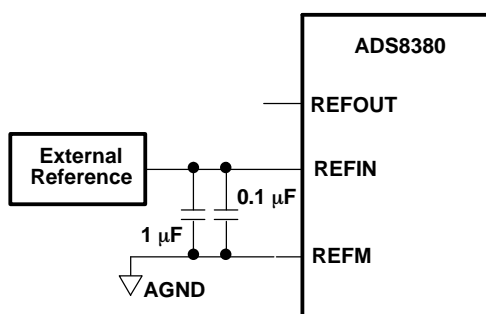 ADS8380
REFOUT
External
Reference
REFIN
0.1 μF
1 μF
REFM
AGND